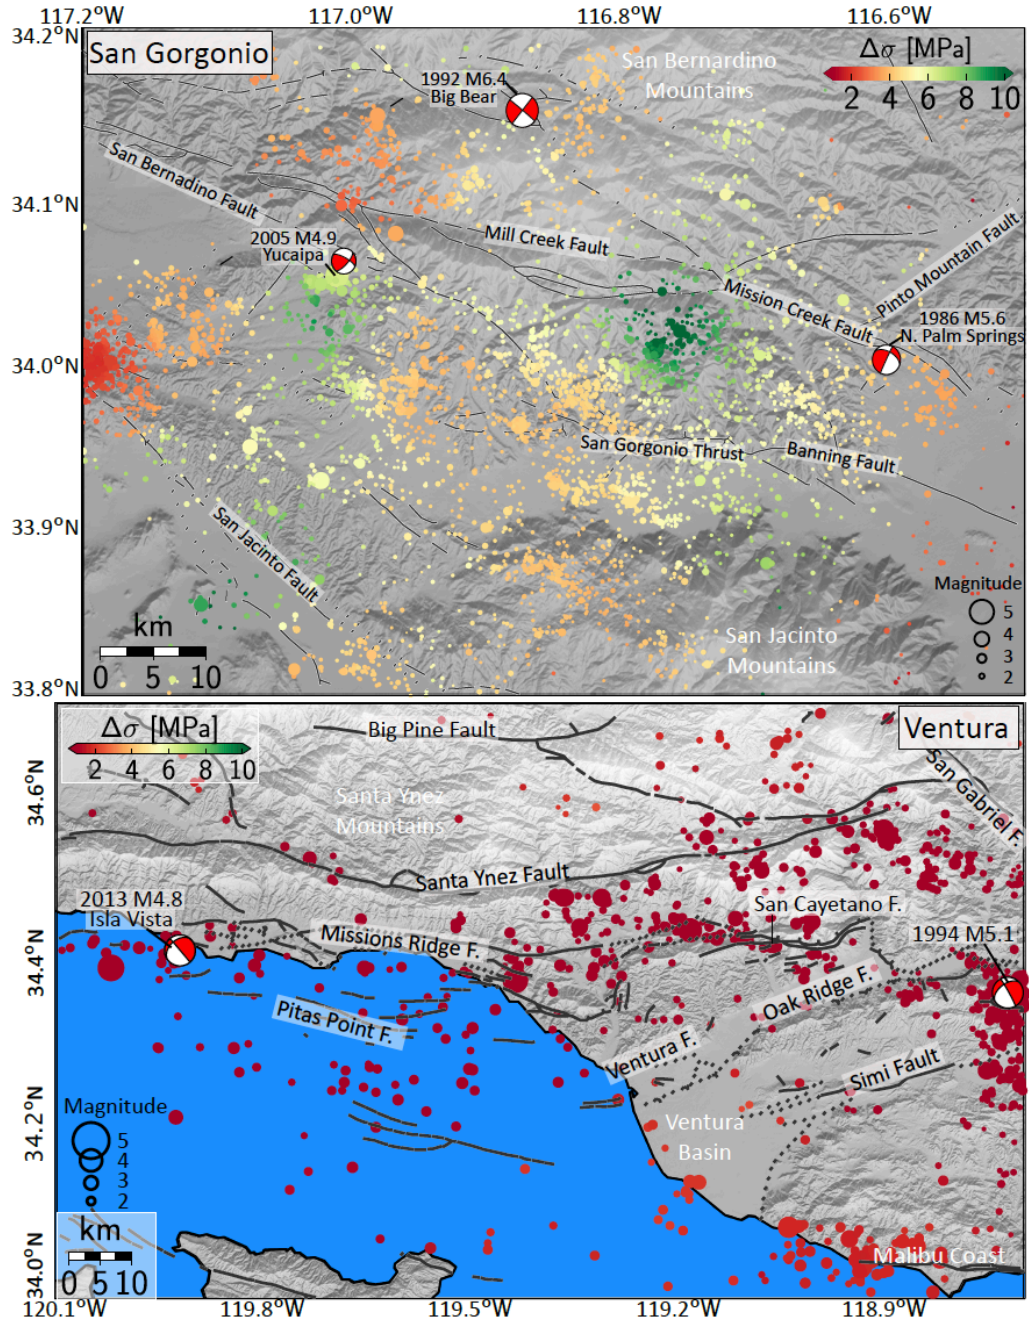 117.2°W 117.0°W 116.8°W 116.6°W
34.2°N
San Gorgonio
San Bernardino
Mountains
Δσ [MPa]
2 4 6 8 10
1992 M6.4
Big Bear
San Bernadino Fault
34.1°N
2005 M4.9
Yucaipa
Mill Creek Fault
Mission Creek Fault
Pinto Mountain Fault
1986 M5.6
N. Palm Springs
34.0°N
San Gorgonio Thrust
Banning Fault
33.9°N
San Jacinto Fault
Magnitude
5
4
3
2
km
0 5 10
San Jacinto
Mountains
33.8°N
Δσ [MPa]
2 4 6 8 10
Big Pine Fault
Ventura
San Gabriel F.
34.6°N
Santa Ynez
Mountains
Santa Ynez Fault
2013 M4.8
Isla Vista
San Cayetano F.
Missions Ridge F.
1994 M5.1
34.4°N
Oak Ridge F.
Pitas Point F.
Ventura F.
Simi Fault
34.2°N
Magnitude
5
4
3
2
Ventura
Basin
km
0 5 10
Malibu Coast
34.0°N
120.1°W 119.8°W 119.5°W 119.2°W 118.9°W